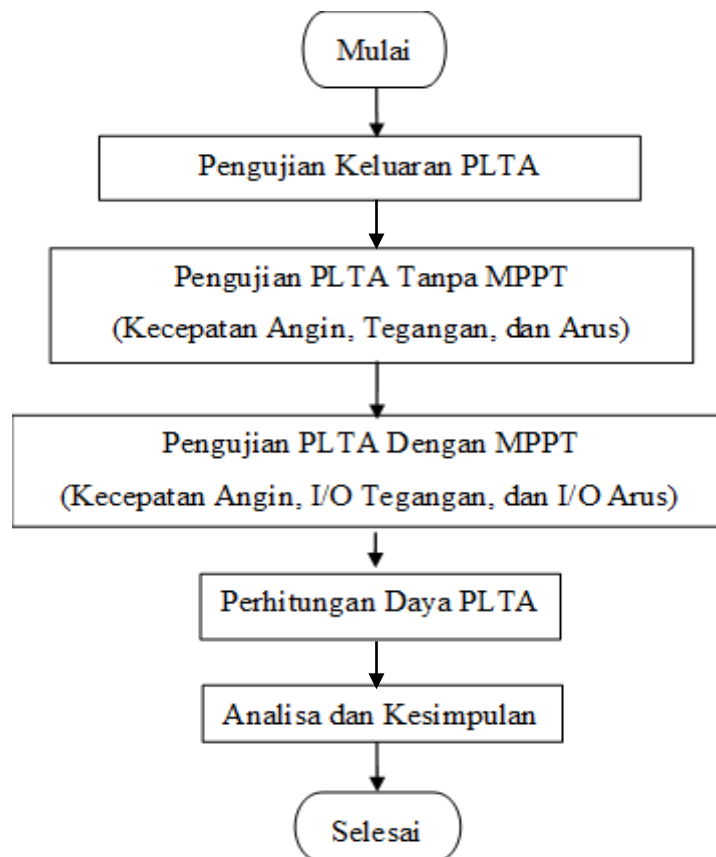 Mulai
Pengujian Keluaran PLTA
Pengujian PLTA Tanpa MPPT
(Kecepatan Angin, Tegangan, dan Arus)
Pengujian PLTA Dengan MPPT
(Kecepatan Angin, I/O Tegangan, dan I/O Arus)
Perhitungan Daya PLTA
Analisa dan Kesimpulan
Selesai